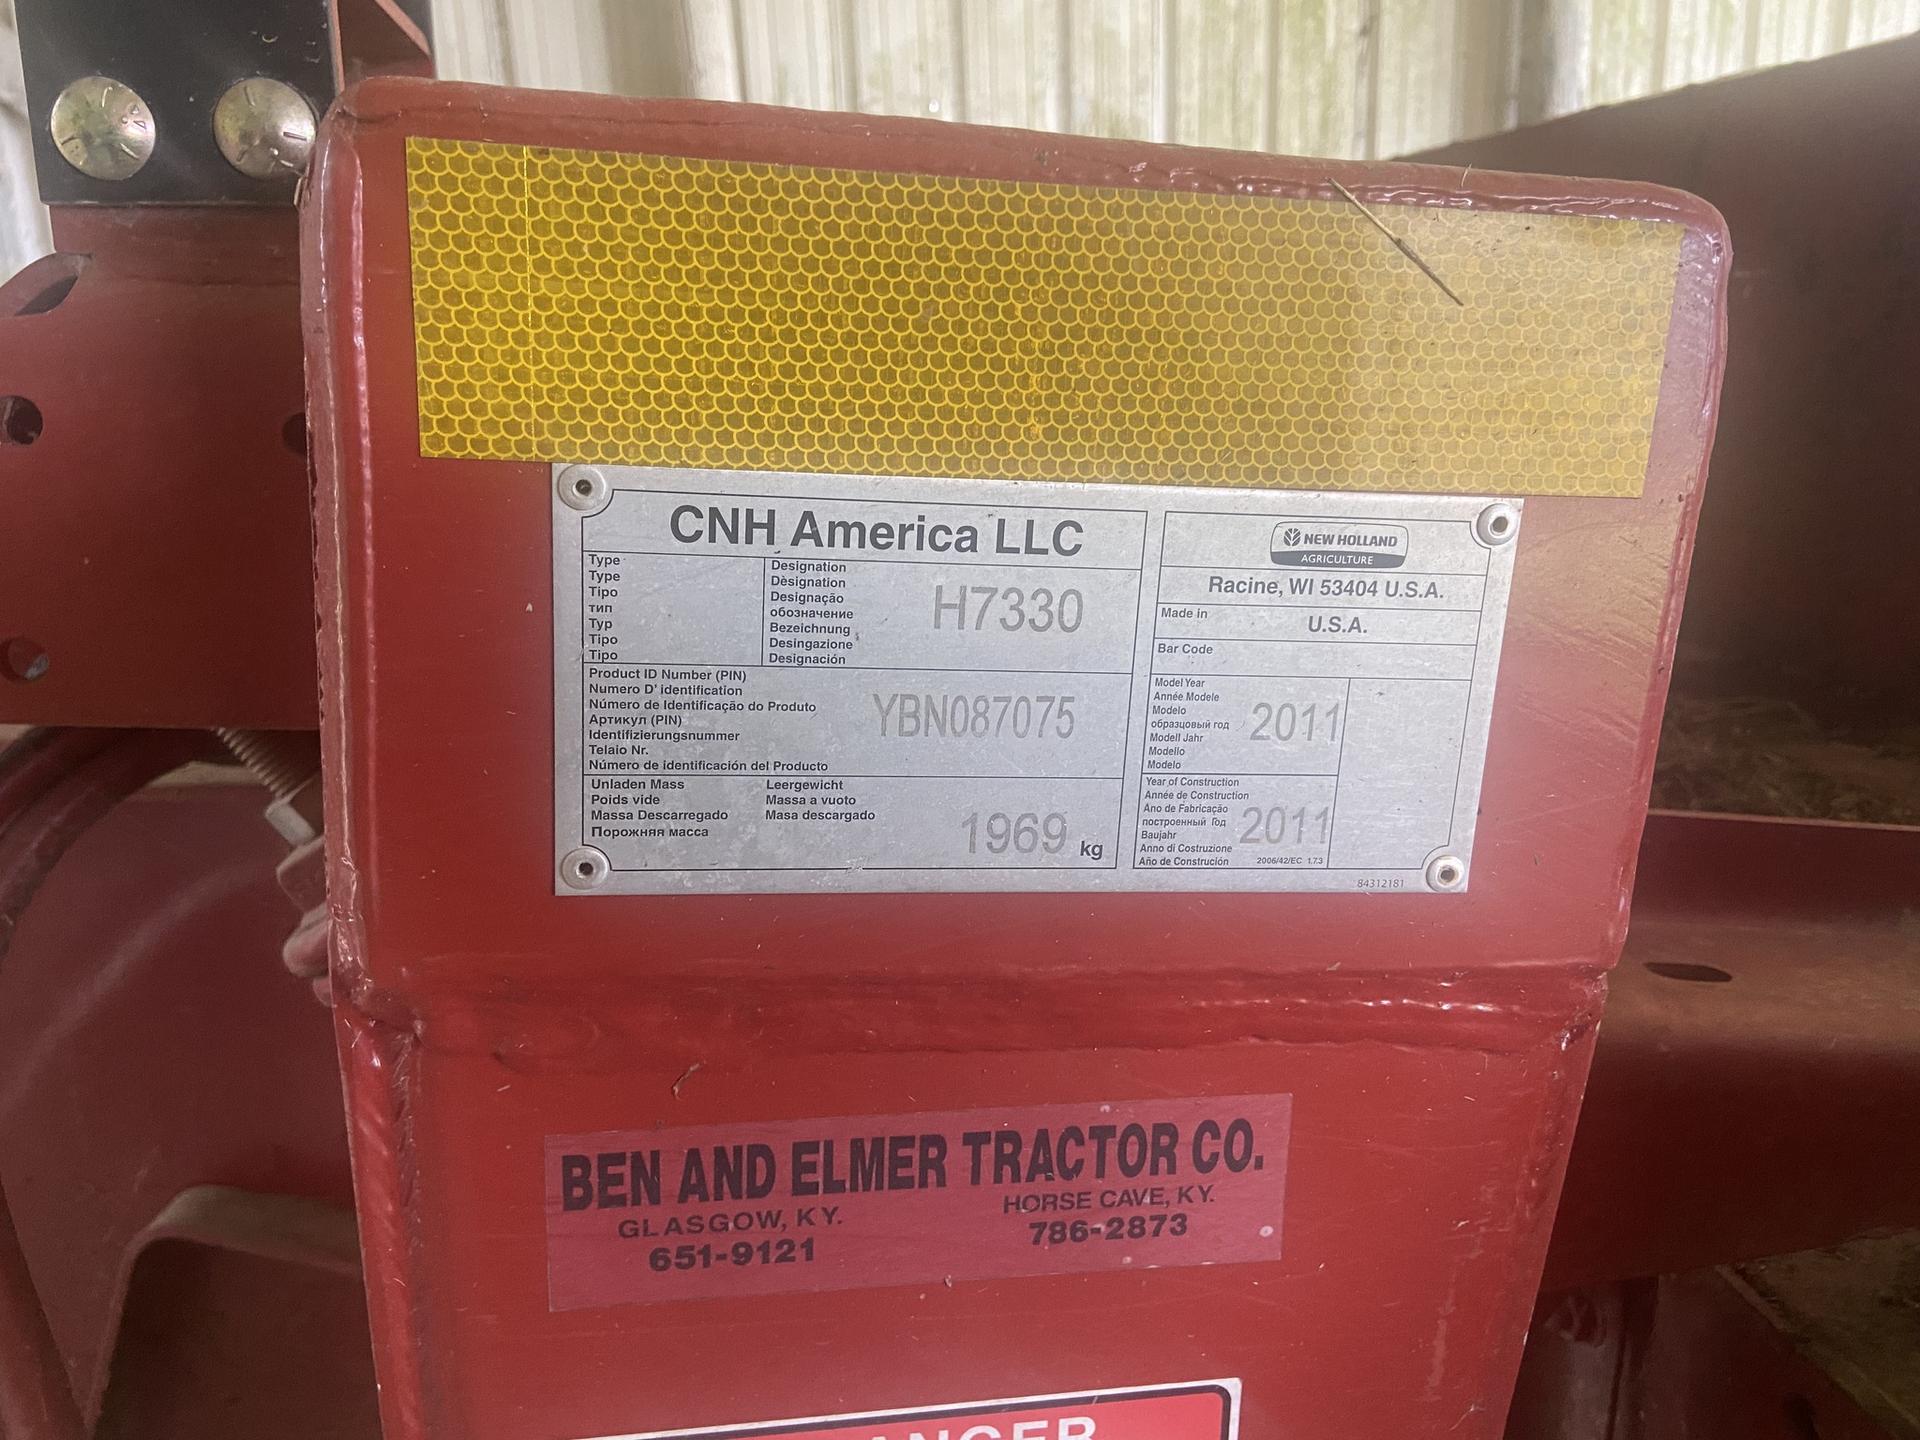 CNH America LLC
Type
Type
Tipo
тип
Typ
Tipo
Tipo
Designation
Dèsignation
Designação
обозначение
Bezeichnung
Desingazione
Designación
H7330
Product ID Number (PIN)
Numero D' identification
Número de Identificação do Produto
Артикул (PIN)
Identifizierungsnummer
Telaio Nr.
Número de identificación del Producto
YBN087075
Unladen Mass
Poids vide
Massa Descarregado
Порожняя масса
Leergewicht
Massa a vuoto
Masa descargado
1969 kg
NEW HOLLAND
AGRICULTURE
Racine, WI 53404 U.S.A.
Made in
U.S.A.
Bar Code
Model Year
Année Modele
Modelo
образцовый год
Modell Jahr
Modello
Modelo
2011
Year of Construction
Année de Construction
Ano de Fabricação
построенный Год
Baujahr
Anno di Costruzione
Año de Construción
2011
2006/42/EC 1.7.3
84312181
BEN AND ELMER TRACTOR CO.
GLASGOW, KY.
651-9121
HORSE CAVE, KY.
786-2873